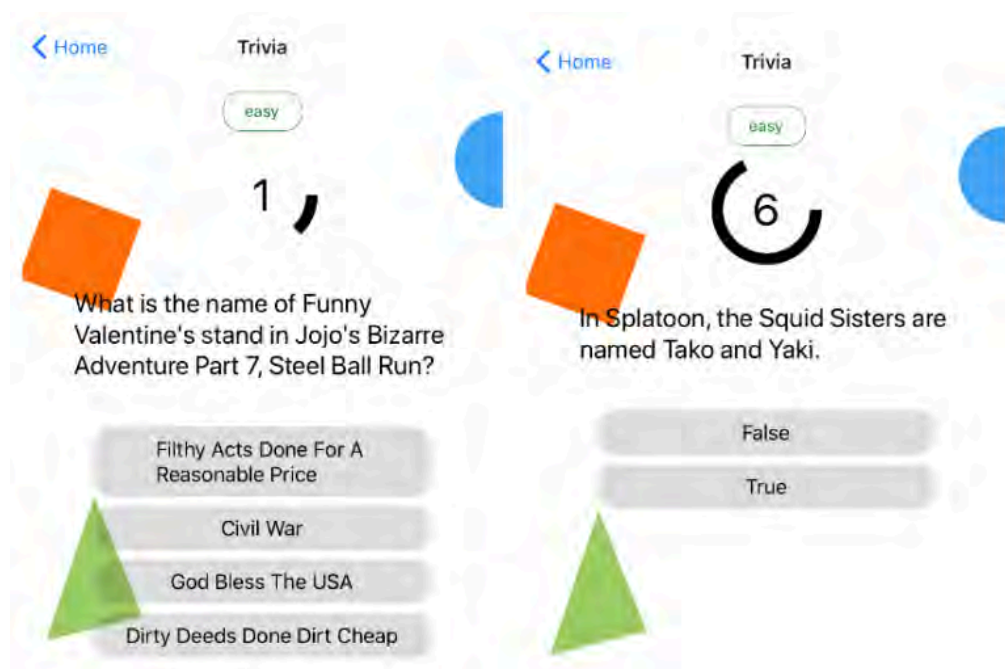 Home
Trivia
easy
1
What is the name of Funny
Valentine's stand in Jojo's Bizarre
Adventure Part 7, Steel Ball Run?
Filthy Acts Done For A
Reasonable Price
Civil War
God Bless The USA
Dirty Deeds Done Dirt Cheap
Home
Trivia
easy
6
In Splatoon, the Squid Sisters are
named Tako and Yaki.
False
True